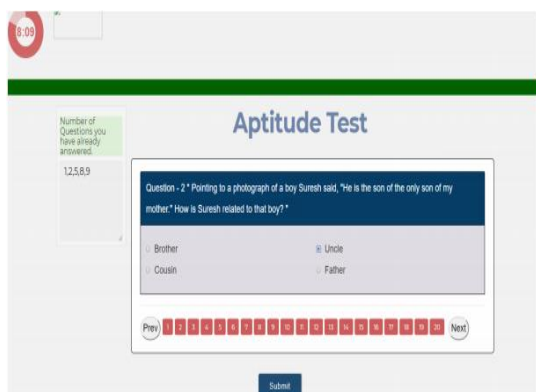 8:09
Number of
Questions you
have already
answered.
1,2,5,8,9
Aptitude Test
Question - 2 " Pointing to a photograph of a boy Suresh said, "He is the son of the only son of my
mother." How is Suresh related to that boy? "
Brother
Uncle
Cousin
Father
Prev 1 2 3 4 5 6 7 8 9 10 11 12 13 14 15 16 17 18 19 20 Next
Submit